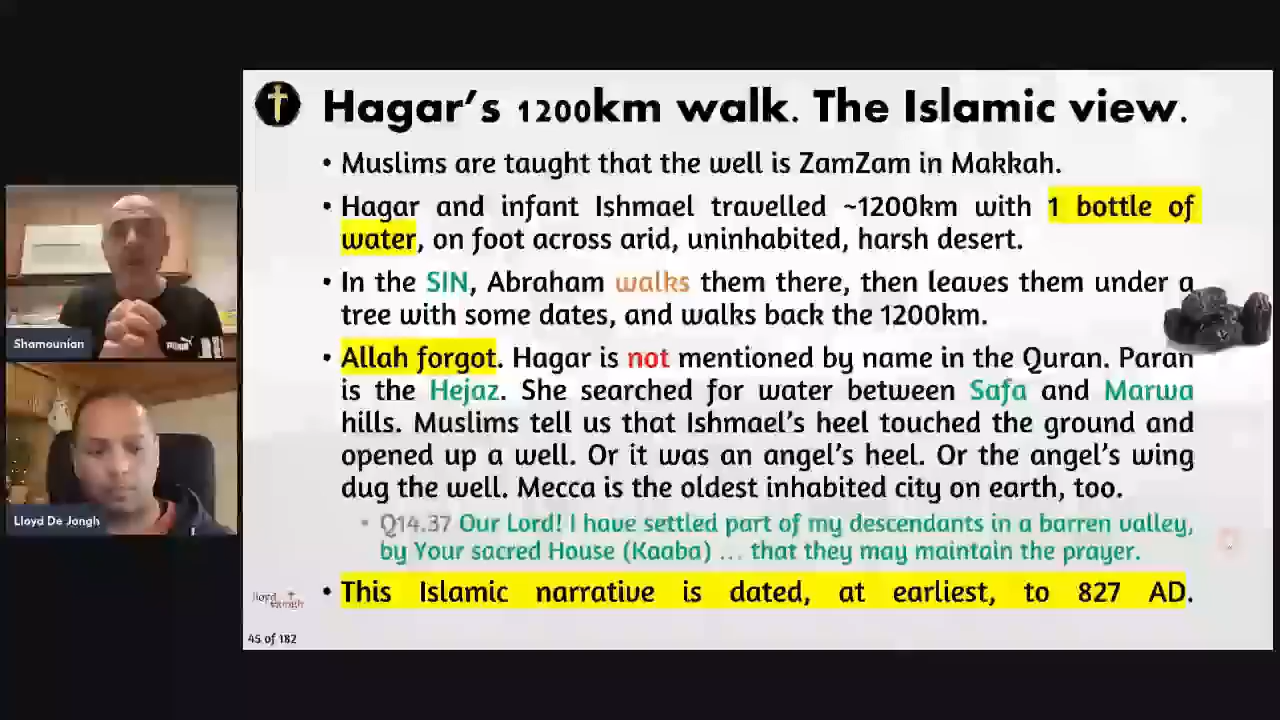 Hagar's 1200km walk. The Islamic view.
• Muslims are taught that the well is ZamZam in Makkah.
• Hagar and infant Ishmael travelled ~1200km with 1 bottle of
water, on foot across arid, uninhabited, harsh desert.
• In the SIN, Abraham walks them there, then leaves them under a
tree with some dates, and walks back the 1200km.
• Allah forgot. Hagar is not mentioned by name in the Quran. Paran
is the Hejaz. She searched for water between Safa and Marwa
hills. Muslims tell us that Ishmael's heel touched the ground and
opened up a well. Or it was an angel's heel. Or the angel's wing
dug the well. Mecca is the oldest inhabited city on earth, too.
• Q14.37 Our Lord! I have settled part of my descendants in a barren valley,
by Your sacred House (Kaaba) ... that they may maintain the prayer.
• This Islamic narrative is dated, at earliest, to 827 AD.
45 of 182
Shamounian
Lloyd De Jongh